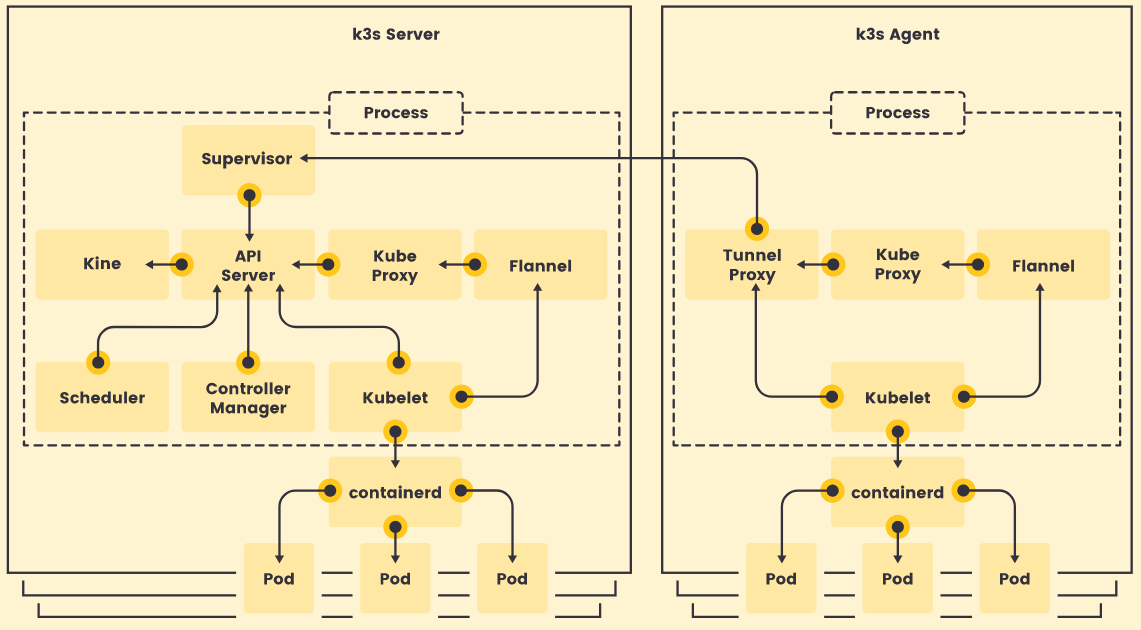 k3s Server
Process
Supervisor
Kine
API
Server
Kube
Proxy
Flannel
Scheduler
Controller
Manager
Kubelet
containerd
Pod
Pod
Pod
k3s Agent
Process
Tunnel
Proxy
Kube
Proxy
Flannel
Kubelet
containerd
Pod
Pod
Pod